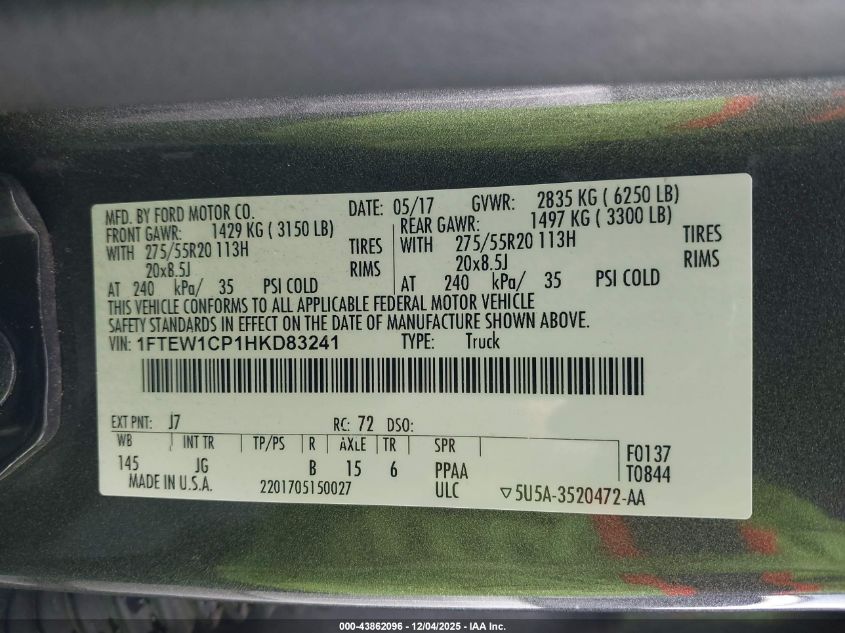 MFD. BY FORD MOTOR CO. DATE: 05/17 GVWR: 2835 KG ( 6250 LB)
FRONT GAWR: 1429 KG ( 3150 LB) REAR GAWR: 1497 KG ( 3300 LB)
WITH 275/55R20 113H TIRES WITH 275/55R20 113H TIRES
20x8.5J RIMS 20x8.5J RIMS
AT 240 kPa/ 35 PSI COLD AT 240 kPa/ 35 PSI COLD
THIS VEHICLE CONFORMS TO ALL APPLICABLE FEDERAL MOTOR VEHICLE
SAFETY STANDARDS IN EFFECT ON THE DATE OF MANUFACTURE SHOWN ABOVE.
VIN: 1FTEW1CP1HKD83241 TYPE: Truck
EXT PNT: J7 RC: 72 DSO:
WB INT TR TP/PS R AXLE TR SPR F0137
145 JG B 15 6 PPAA T0844
MADE IN U.S.A. 2201705150027 ULC ▽5U5A-3520472-AA
000-43862096 - 12/04/2025 - IAA Inc.